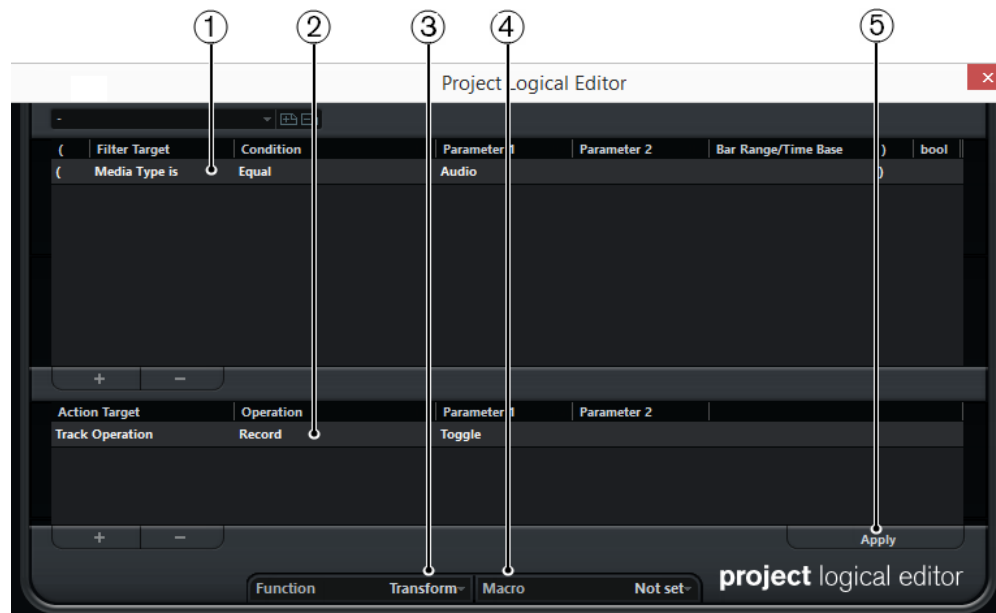 1 2 3 4 5
Project Logical Editor
-
( Filter Target Condition Parameter 1 Parameter 2 Bar Range/Time Base ) bool
( Media Type is Equal Audio )
+ −
Action Target Operation Parameter 1 Parameter 2
Track Operation Record Toggle
+ − Apply
Function Transform Macro Not set
project logical editor